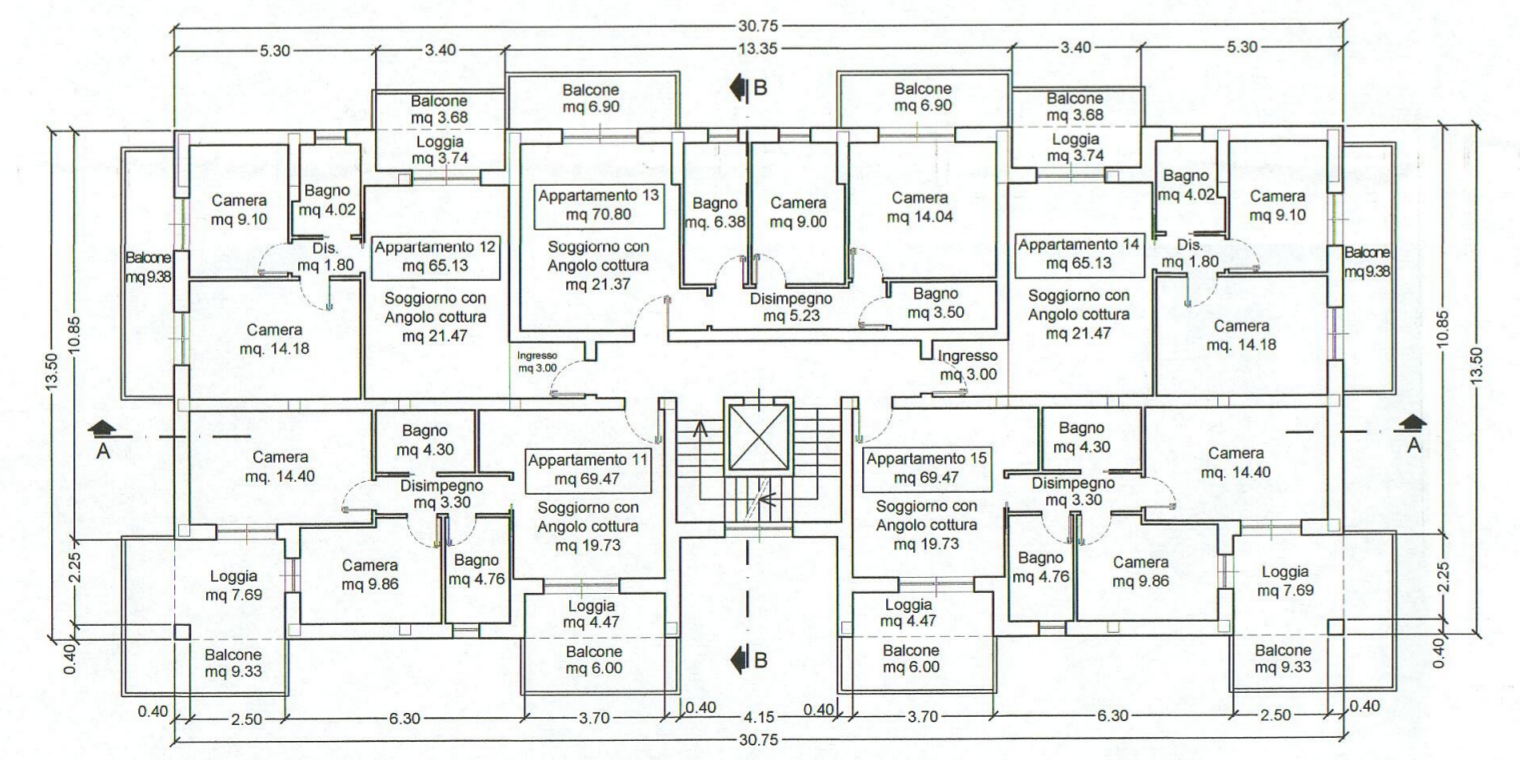 30.75
5.30
3.40
13.35
3.40
5.30
Balcone
mq 3.68
Loggia
mq 3.74
Balcone
mq 6.90
B
Balcone
mq 6.90
Balcone
mq 3.68
Loggia
mq 3.74
13.50
10.85
Balcone
mq 9.38
Camera
mq 9.10
Bagno
mq 4.02
Dis.
mq 1.80
Camera
mq. 14.18
Appartamento 12
mq 65.13
Soggiorno con
Angolo cottura
mq 21.47
Ingresso
mq 3.00
Appartamento 13
mq 70.80
Soggiorno con
Angolo cottura
mq 21.37
Bagno
mq. 6.38
Camera
mq 9.00
Camera
mq 14.04
Disimpegno
mq 5.23
Bagno
mq 3.50
Ingresso
mq 3.00
Appartamento 14
mq 65.13
Soggiorno con
Angolo cottura
mq 21.47
Bagno
mq 4.02
Dis.
mq 1.80
Camera
mq 9.10
Camera
mq. 14.18
Balcone
mq 9.38
10.85
13.50
A
Camera
mq 14.40
Bagno
mq 4.30
Disimpegno
mq 3.30
Appartamento 11
mq 69.47
Soggiorno con
Angolo cottura
mq 19.73
Camera
mq 9.86
Bagno
mq 4.76
Loggia
mq 7.69
Balcone
mq 9.33
Loggia
mq 4.47
Balcone
mq 6.00
B
Appartamento 15
mq 69.47
Soggiorno con
Angolo cottura
mq 19.73
Bagno
mq 4.30
Disimpegno
mq 3.30
Camera
mq. 14.40
A
Bagno
mq 4.76
Camera
mq 9.86
Loggia
mq 7.69
Balcone
mq 9.33
Loggia
mq 4.47
Balcone
mq 6.00
2.25
0.40
2.25
0.40
0.40
2.50
6.30
3.70
0.40
4.15
0.40
3.70
6.30
2.50
0.40
30.75